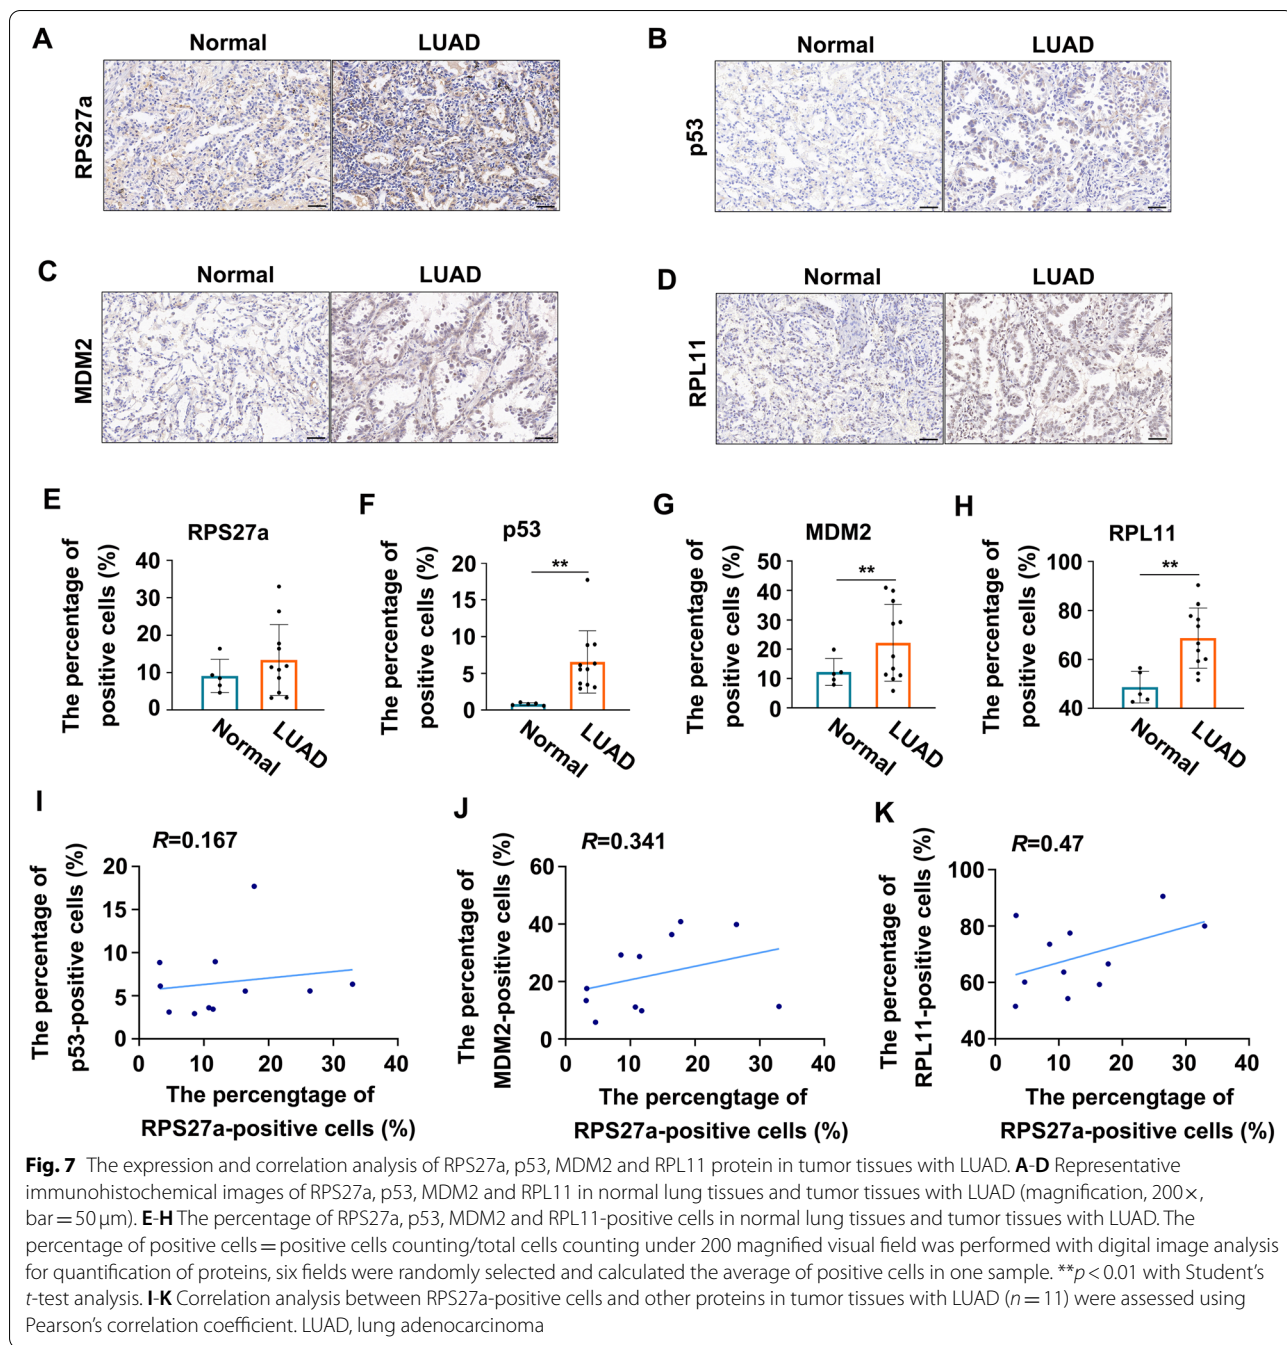 A
Normal
LUAD
RPS27a
B
Normal
LUAD
p53
C
Normal
LUAD
MDM2
D
Normal
LUAD
RPL11
E
RPS27a
The percentage of
positive cells (%)
40
30
20
10
0
Normal
LUAD
F
p53
The percentage of
positive cells (%)
20
15
10
5
0
**
Normal
LUAD
G
MDM2
The percentage of
positive cells (%)
50
40
30
20
10
0
**
Normal
LUAD
H
RPL11
The percentage of
positive cells (%)
100
80
60
40
**
Normal
LUAD
I
R=0.167
The percentage of
p53-positive cells (%)
20
15
10
5
0
0 10 20 30 40
The percengtage of
RPS27a-positive cells (%)
J
R=0.341
The percentage of
MDM2-positive cells (%)
60
40
20
0
0 10 20 30 40
The percengtage of
RPS27a-positive cells (%)
K
R=0.47
The percentage of
RPL11-positive cells (%)
100
80
60
40
0 10 20 30 40
The percengtage of
RPS27a-positive cells (%)
Fig. 7 The expression and correlation analysis of RPS27a, p53, MDM2 and RPL11 protein in tumor tissues with LUAD. A-D Representative
immunohistochemical images of RPS27a, p53, MDM2 and RPL11 in normal lung tissues and tumor tissues with LUAD (magnification, 200×,
bar = 50 μm). E-H The percentage of RPS27a, p53, MDM2 and RPL11-positive cells in normal lung tissues and tumor tissues with LUAD. The
percentage of positive cells = positive cells counting/total cells counting under 200 magnified visual field was performed with digital image analysis
for quantification of proteins, six fields were randomly selected and calculated the average of positive cells in one sample. **p < 0.01 with Student's
t-test analysis. I-K Correlation analysis between RPS27a-positive cells and other proteins in tumor tissues with LUAD (n = 11) were assessed using
Pearson's correlation coefficient. LUAD, lung adenocarcinoma